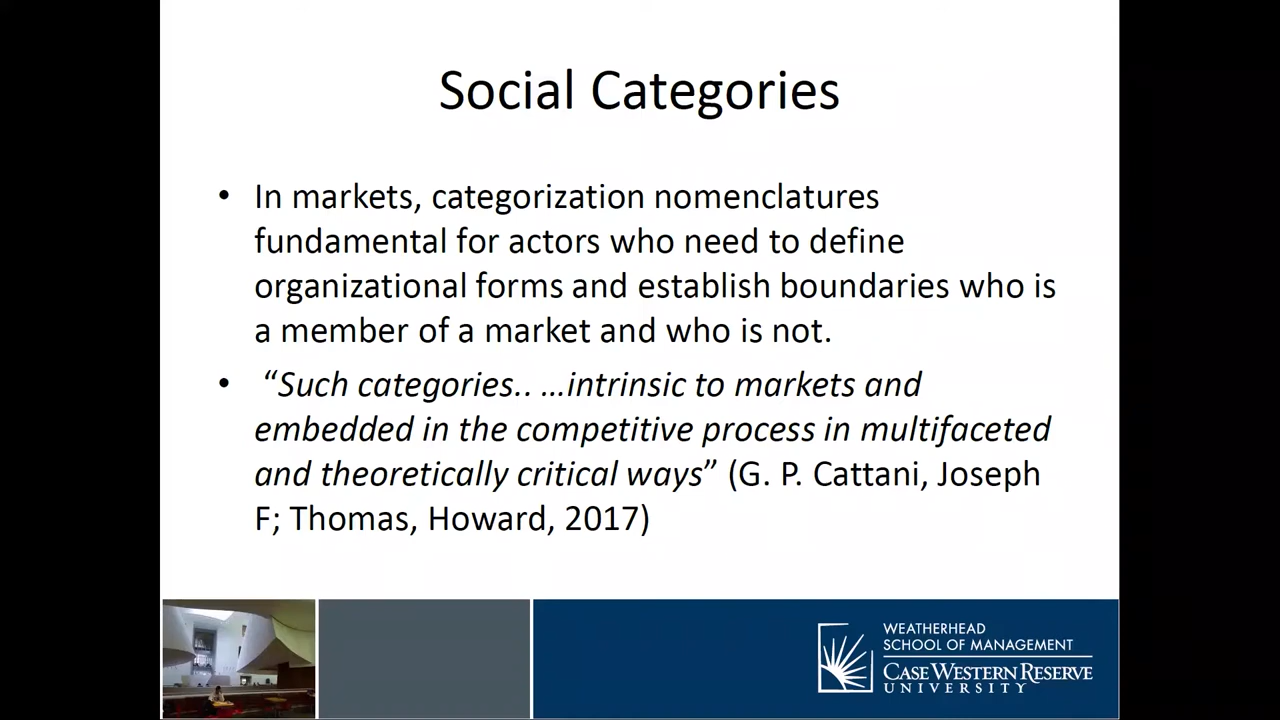 Social Categories
• In markets, categorization nomenclatures
fundamental for actors who need to define
organizational forms and establish boundaries who is
a member of a market and who is not.
• “Such categories.. …intrinsic to markets and
embedded in the competitive process in multifaceted
and theoretically critical ways” (G. P. Cattani, Joseph
F; Thomas, Howard, 2017)
WEATHERHEAD
SCHOOL OF MANAGEMENT
CASE WESTERN RESERVE
UNIVERSITY